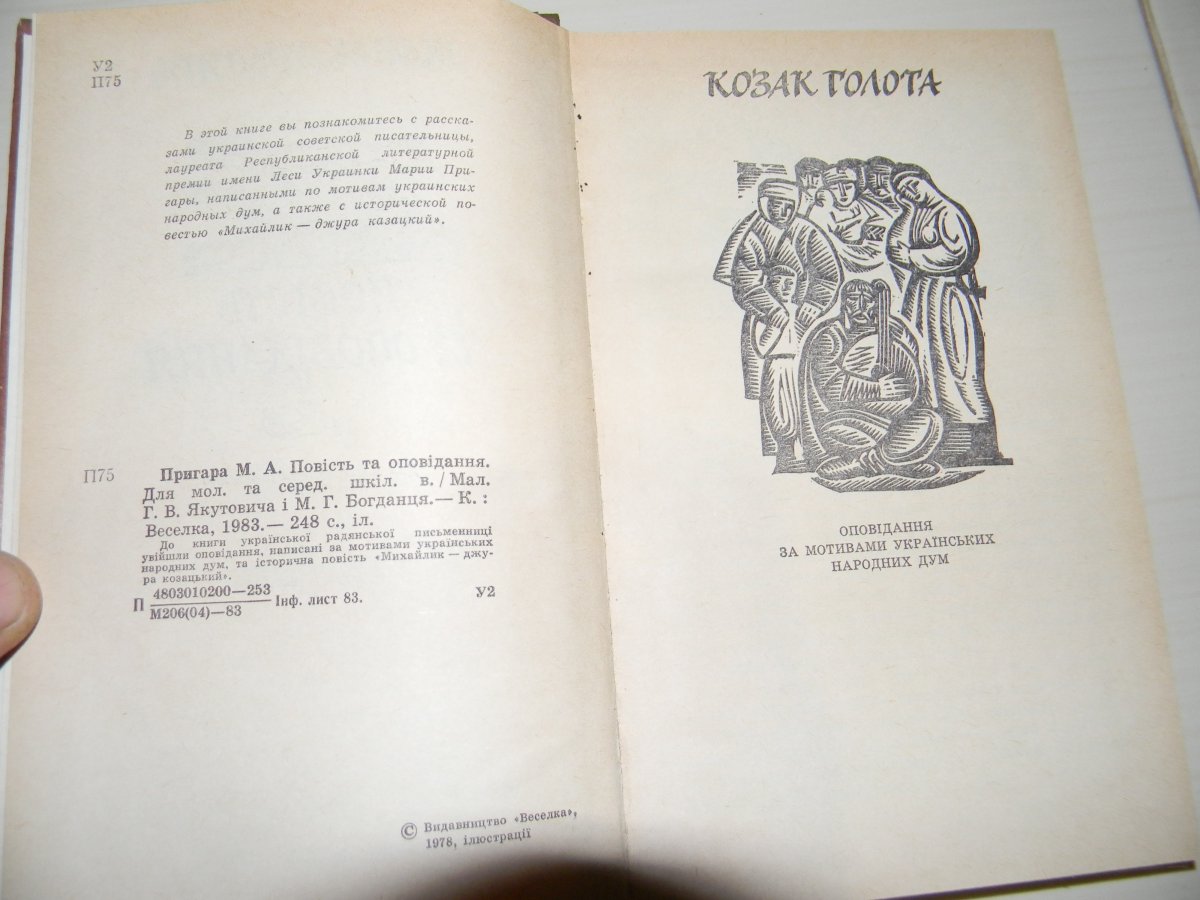 У2
П75
В этой книге вы познакомитесь с расска-
зами украинской советской писательницы,
лауреата Республиканской литературной
премии имени Леси Украинки Марии При-
гары, написанными по мотивам украинских
народных дум, а также с исторической по-
вестью «Михайлик — джура казацкий».
П75
Пригара М. А. Повість та оповідання.
Для мол. та серед. шкіл. в. / Мал.
Г. В. Якутовича і М. Г. Богданця.— К. :
Веселка, 1983.— 248 с., іл.
До книги української радянської письменниці
увійшли оповідання, написані за мотивами українських
народних дум, та історична повість «Михайлик — джу-
ра козацький».
П 4803010200—253
М206(04)—83 Інф. лист 83.
У2
© Видавництво «Веселка»,
1978, ілюстрації
КОЗАК ГОЛОТА
ОПОВІДАННЯ
ЗА МОТИВАМИ УКРАЇНСЬКИХ
НАРОДНИХ ДУМ